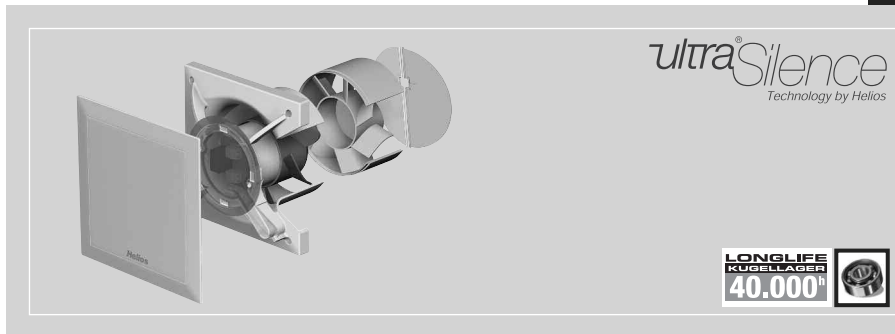 ultra®Silence
Technology by Helios
Helios
LONGLIFE
KUGELLAGER
40.000h